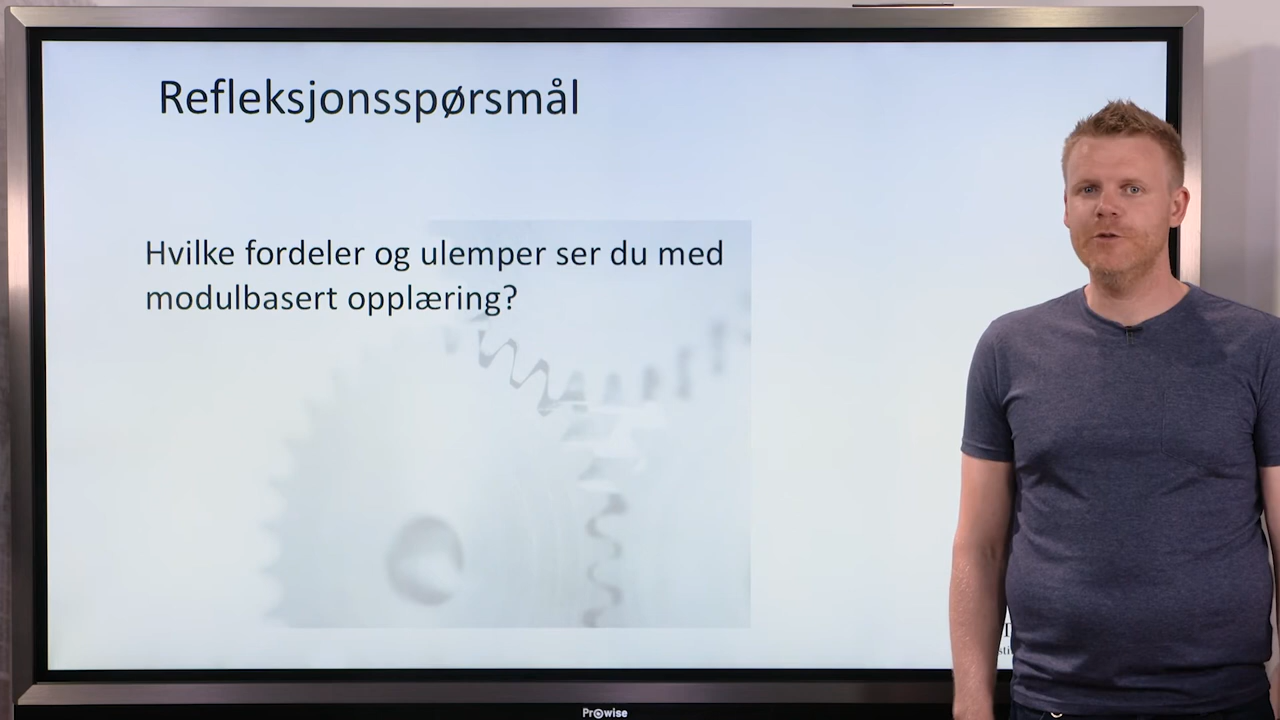 Refleksjonsspørsmål
Hvilke fordeler og ulemper ser du med
modulbasert opplæring?
Prowise